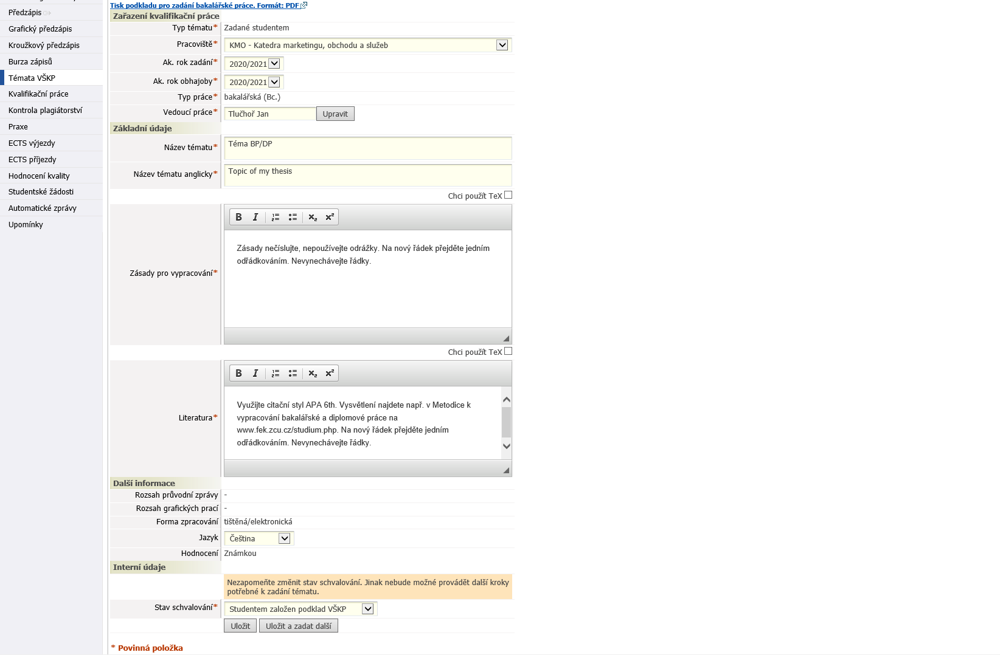 Předzápis
Grafický předzápis
Kroužkový předzápis
Burza zápisů
Témata VŠKP
Kvalifikační práce
Kontrola plagiátorství
Praxe
ECTS výjezdy
ECTS příjezdy
Hodnocení kvality
Studentské žádosti
Automatické zprávy
Upomínky
Tisk podkladu pro zadání bakalářské práce. Formát: PDF
Zařazení kvalifikační práce
Typ tématu* Zadané studentem
Pracoviště* KMO - Katedra marketingu, obchodu a služeb
Ak. rok zadání* 2020/2021
Ak. rok obhajoby* 2020/2021
Typ práce* bakalářská (Bc.)
Vedoucí práce* Tlučhoř Jan Upravit
Základní údaje
Název tématu* Téma BP/DP
Název tématu anglicky* Topic of my thesis
Chci použít TeX
B I x₂ x²
Zásady pro vypracování*
Zásady nečíslujte, nepoužívejte odrážky. Na nový řádek přejděte jedním
odřádkováním. Nevynechávejte řádky.
Chci použít TeX
B I x₂ x²
Literatura*
Využijte citační styl APA 6th. Vysvětlení najdete např. v Metodice k
vypracování bakalářské a diplomové práce na
www.fek.zcu.cz/studium.php. Na nový řádek přejděte jedním
odřádkováním. Nevynechávejte řádky.
Další informace
Rozsah průvodní zprávy -
Rozsah grafických prací -
Forma zpracování tištěná/elektronická
Jazyk Čeština
Hodnocení Známkou
Interní údaje
Nezapomeňte změnit stav schvalování. Jinak nebude možné provádět další kroky
potřebné k zadání tématu.
Stav schvalování* Studentem založen podklad VŠKP
Uložit Uložit a zadat další
* Povinná položka